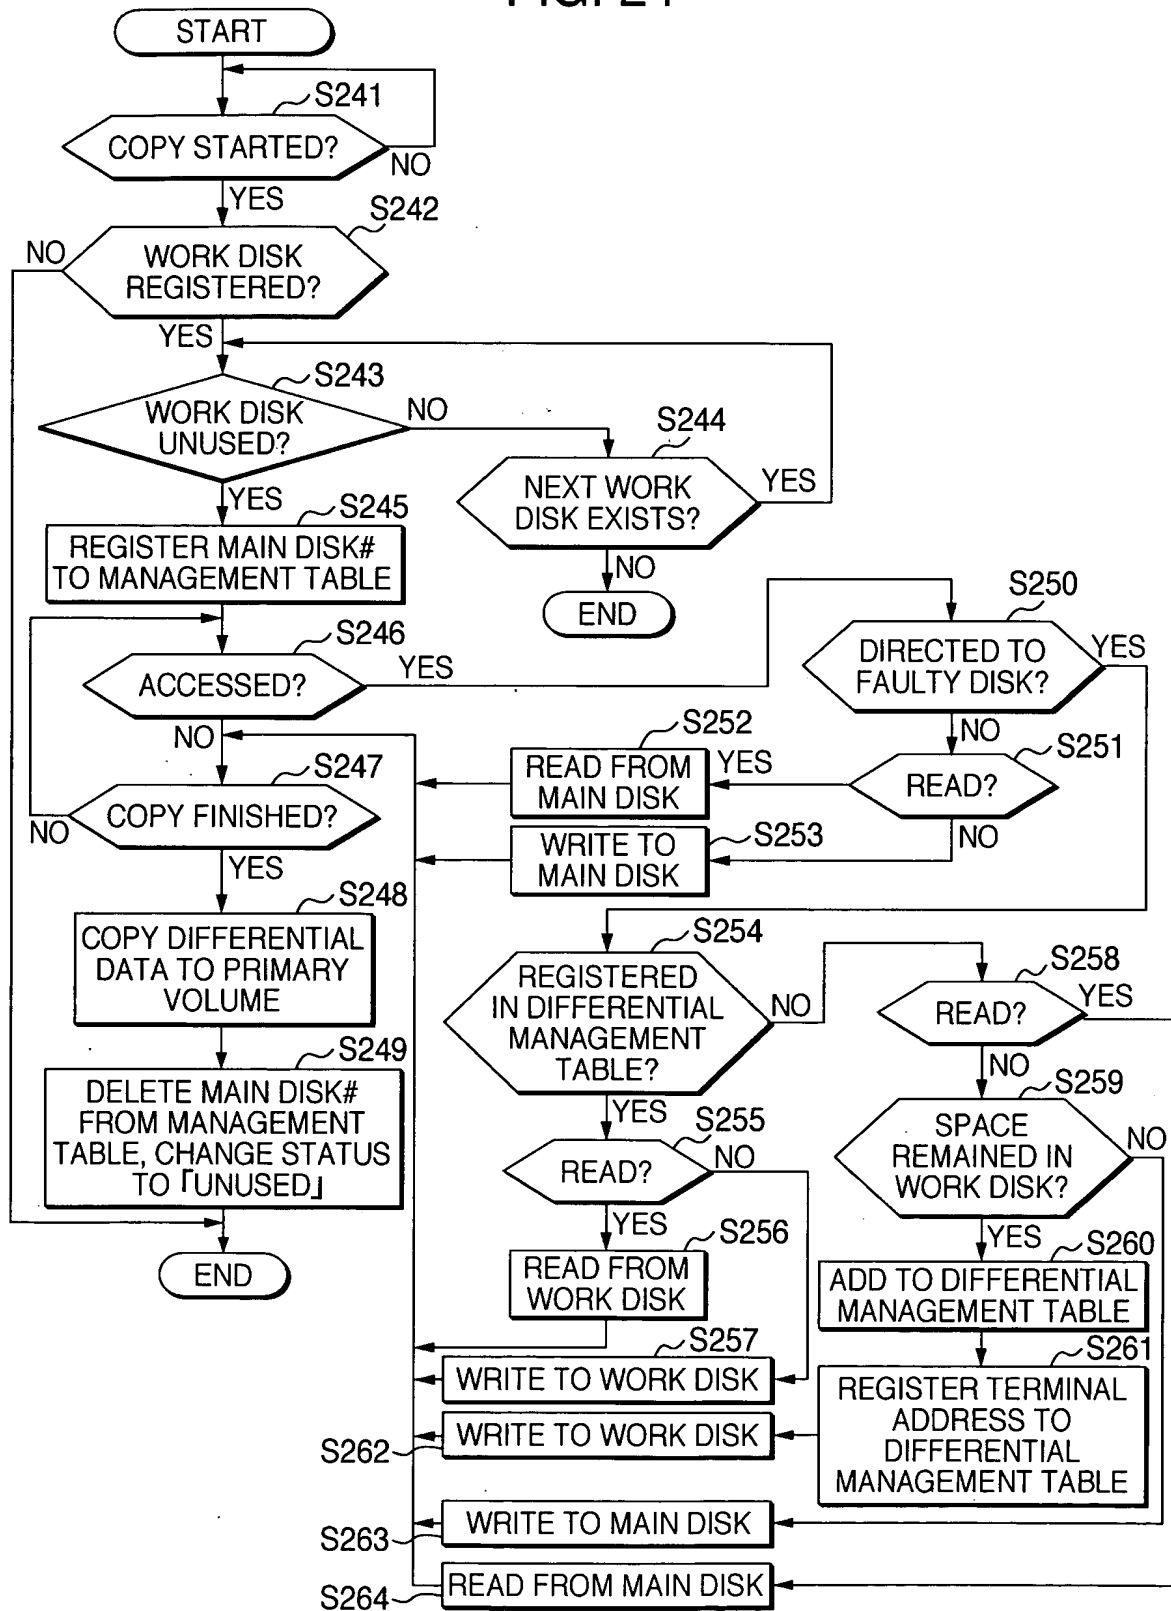 FIG. 24
START
S241
COPY STARTED?
NO
YES
S242
NO
WORK DISK
REGISTERED?
YES
S243
WORK DISK
UNUSED?
NO
S244
NEXT WORK
DISK EXISTS?
YES
NO
END
YES
S245
REGISTER MAIN DISK#
TO MANAGEMENT TABLE
S246
ACCESSED?
YES
NO
S247
COPY FINISHED?
NO
YES
S248
COPY DIFFERENTIAL
DATA TO PRIMARY
VOLUME
S249
DELETE MAIN DISK#
FROM MANAGEMENT
TABLE, CHANGE STATUS
TO「UNUSED」
END
S250
DIRECTED TO
FAULTY DISK?
YES
NO
S251
READ?
YES
NO
S252
READ FROM
MAIN DISK
S253
WRITE TO
MAIN DISK
S254
REGISTERED
IN DIFFERENTIAL
MANAGEMENT
TABLE?
NO
YES
S255
READ?
NO
YES
S256
READ FROM
WORK DISK
S257
WRITE TO WORK DISK
S258
READ?
YES
NO
S259
SPACE
REMAINED IN
WORK DISK?
NO
YES
S260
ADD TO DIFFERENTIAL
MANAGEMENT TABLE
S261
REGISTER TERMINAL
ADDRESS TO
DIFFERENTIAL
MANAGEMENT TABLE
S262
WRITE TO WORK DISK
S263
WRITE TO MAIN DISK
S264
READ FROM MAIN DISK